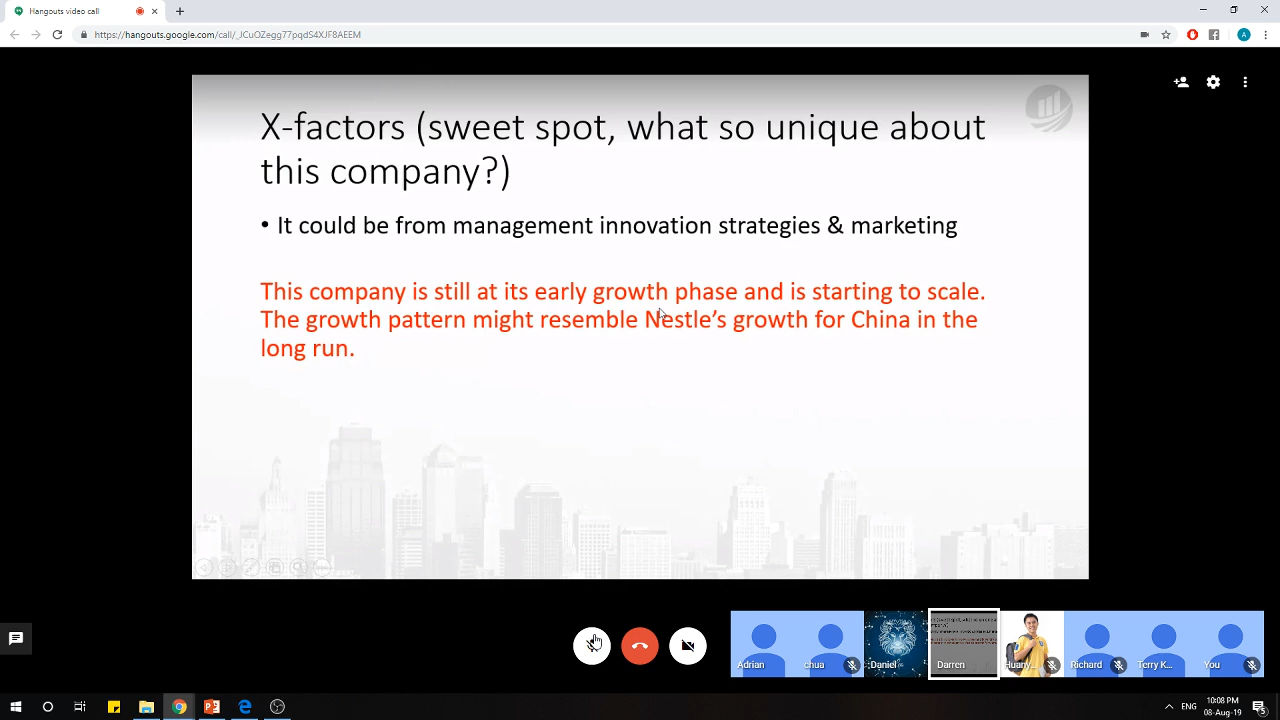 Hangouts video call
https://hangouts.google.com/call/_JCuOZegg77pqdS4XJF8AEEM
A
X-factors (sweet spot, what so unique about
this company?)
• It could be from management innovation strategies & marketing
This company is still at its early growth phase and is starting to scale.
The growth pattern might resemble Nestle's growth for China in the
long run.
Adrian
chua
Daniel
Darren
Huany...
Richard
Terry K...
You
ENG
10:08 PM
08-Aug-19
5